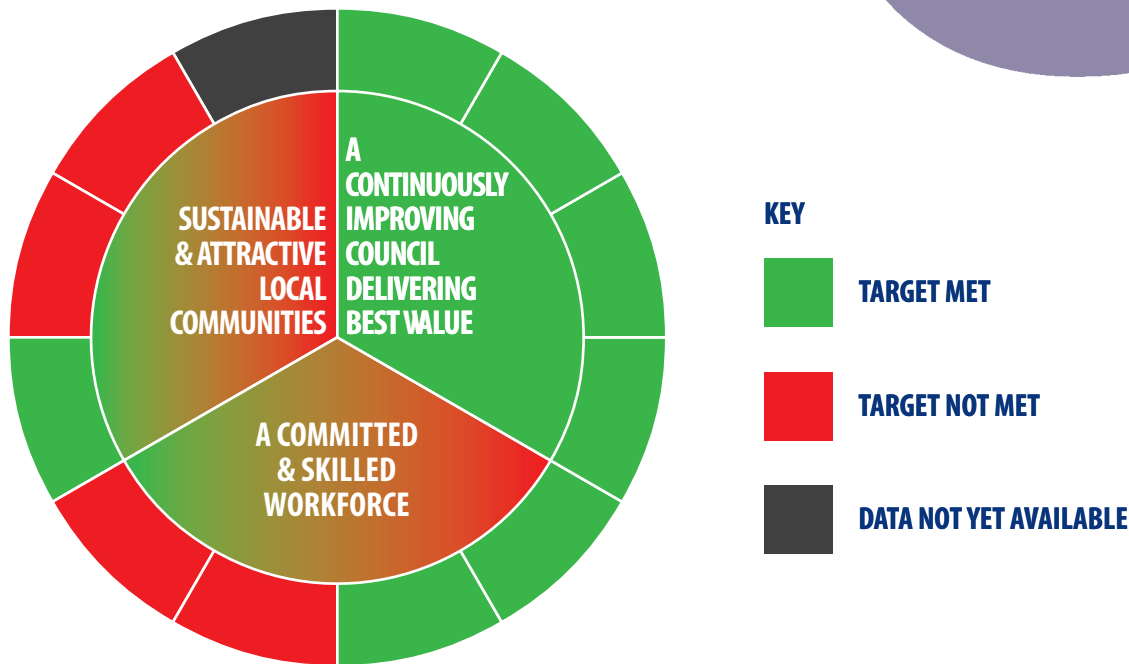 A
CONTINUOUSLY
IMPROVING
COUNCIL
DELIVERING
BEST VALUE
SUSTAINABLE
& ATTRACTIVE
LOCAL
COMMUNITIES
A COMMITTED
& SKILLED
WORKFORCE
KEY
TARGET MET
TARGET NOT MET
DATA NOT YET AVAILABLE